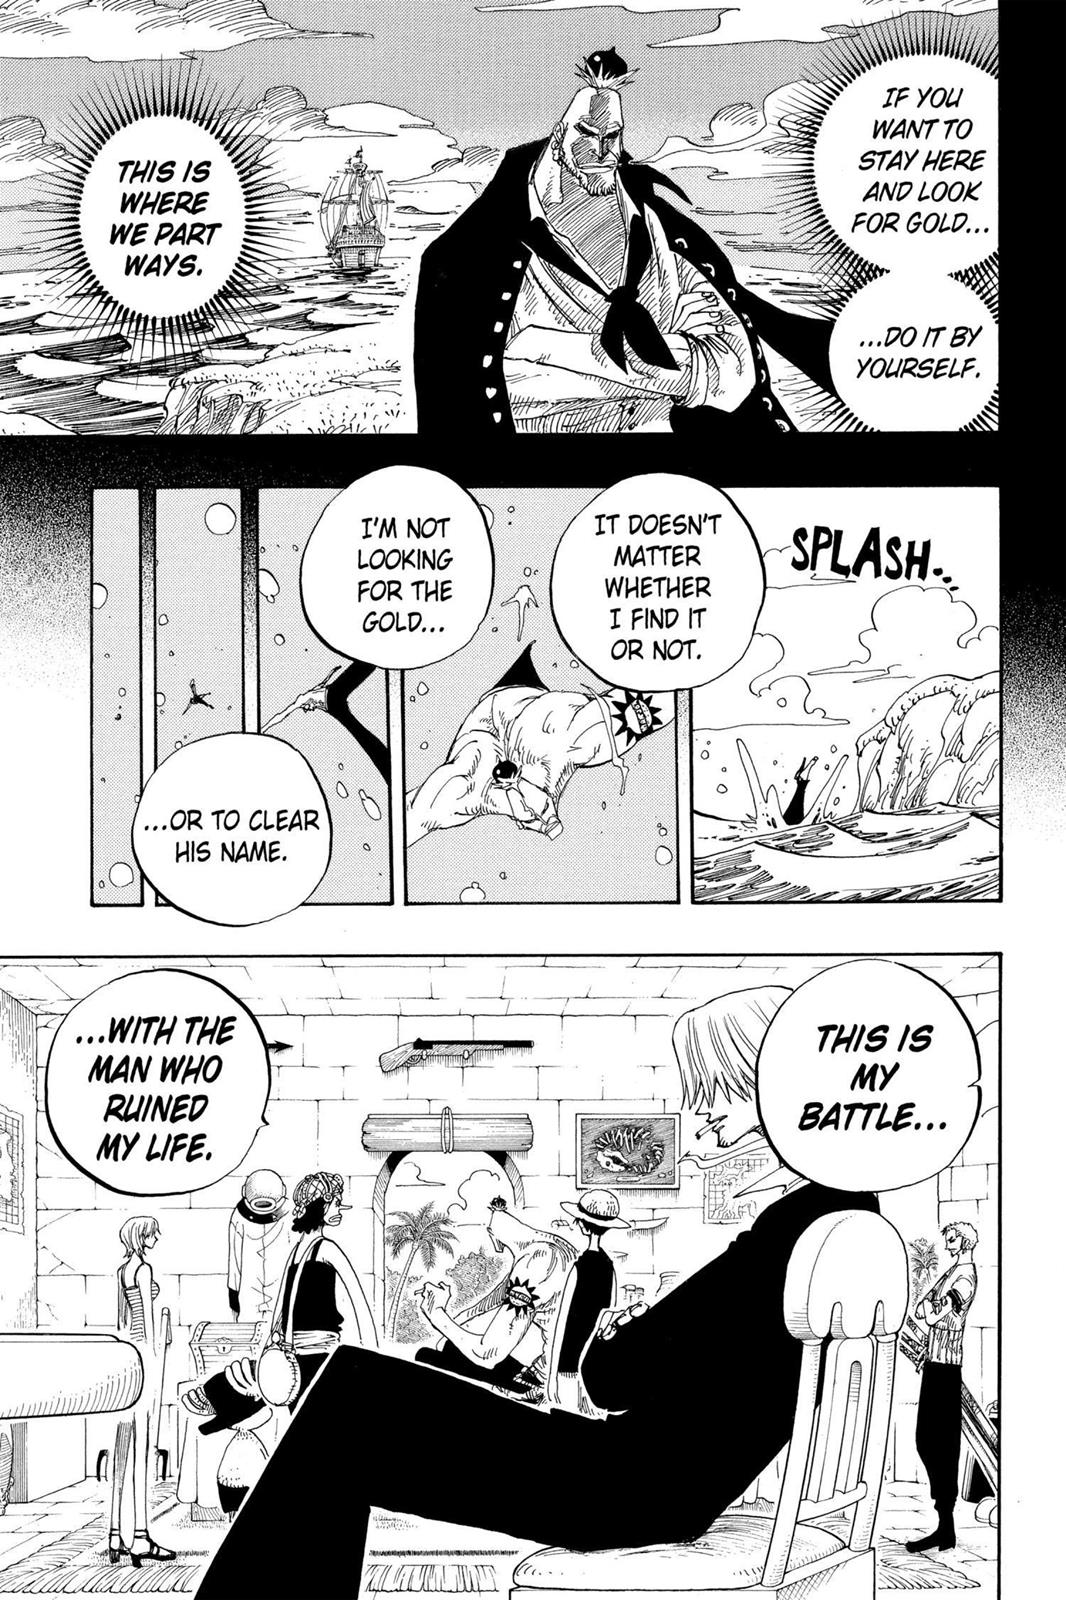 IF YOU
WANT TO
STAY HERE
AND LOOK
FOR GOLD...
...DO IT BY
YOURSELF.
THIS IS
WHERE
WE PART
WAYS.
SPLASH..
IT DOESN'T
MATTER
WHETHER
I FIND IT
OR NOT.
I'M NOT
LOOKING
FOR THE
GOLD...
...OR TO CLEAR
HIS NAME.
THIS IS
MY
BATTLE...
...WITH THE
MAN WHO
RUINED
MY LIFE.